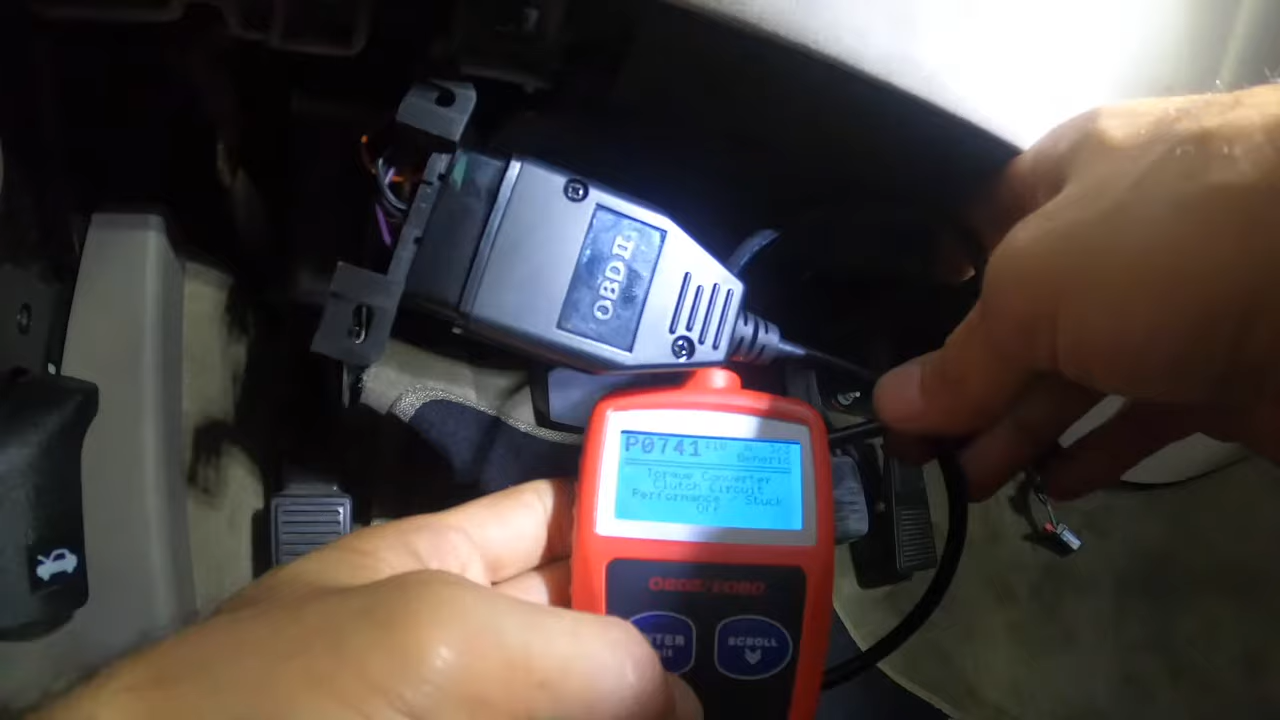 OBD II
P0741
Generic
Torque Converter
Clutch Circuit
Performance / Stuck
Off
OBDII/EOBD
SCROLL